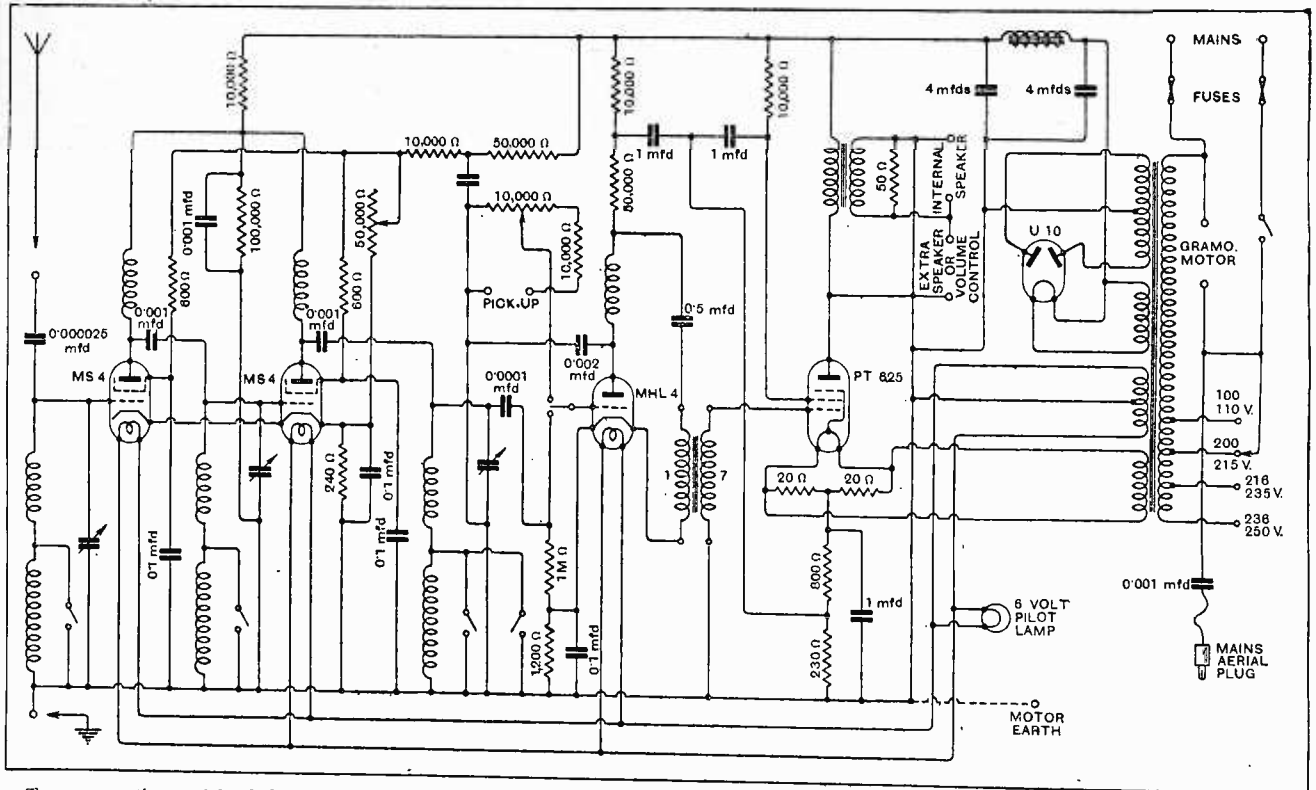 MAINS
FUSES
10,000 Ω
10,000 Ω
10,000 Ω
4 mfds
4 mfds
10,000 Ω
50,000 Ω
1 mfd
1 mfd
0·001 mfd
100,000 Ω
600 Ω
50,000 Ω
600 Ω
10,000 Ω
10,000 Ω
PICK-UP
50 Ω
INTERNAL
SPEAKER
EXTRA
SPEAKER
OR
VOLUME
CONTROL
U 10
GRAMO.
MOTOR
0·000025
mfd
0·001
mfd
0·001
mfd
0·002
mfd
0·5 mfd
MS 4
MS 4
0·0001
mfd
MHL 4
PT 625
100
110 V.
200
215 V.
216
235 V.
236
250 V.
240 Ω
0·1 mfd
0·1 mfd
0·1 mfd
1
7
20 Ω
20 Ω
1 MΩ
1,200 Ω
0·1 mfd
800 Ω
1 mfd
230 Ω
0·001 mfd
6 VOLT
PILOT
LAMP
MAINS
AERIAL
PLUG
MOTOR
EARTH